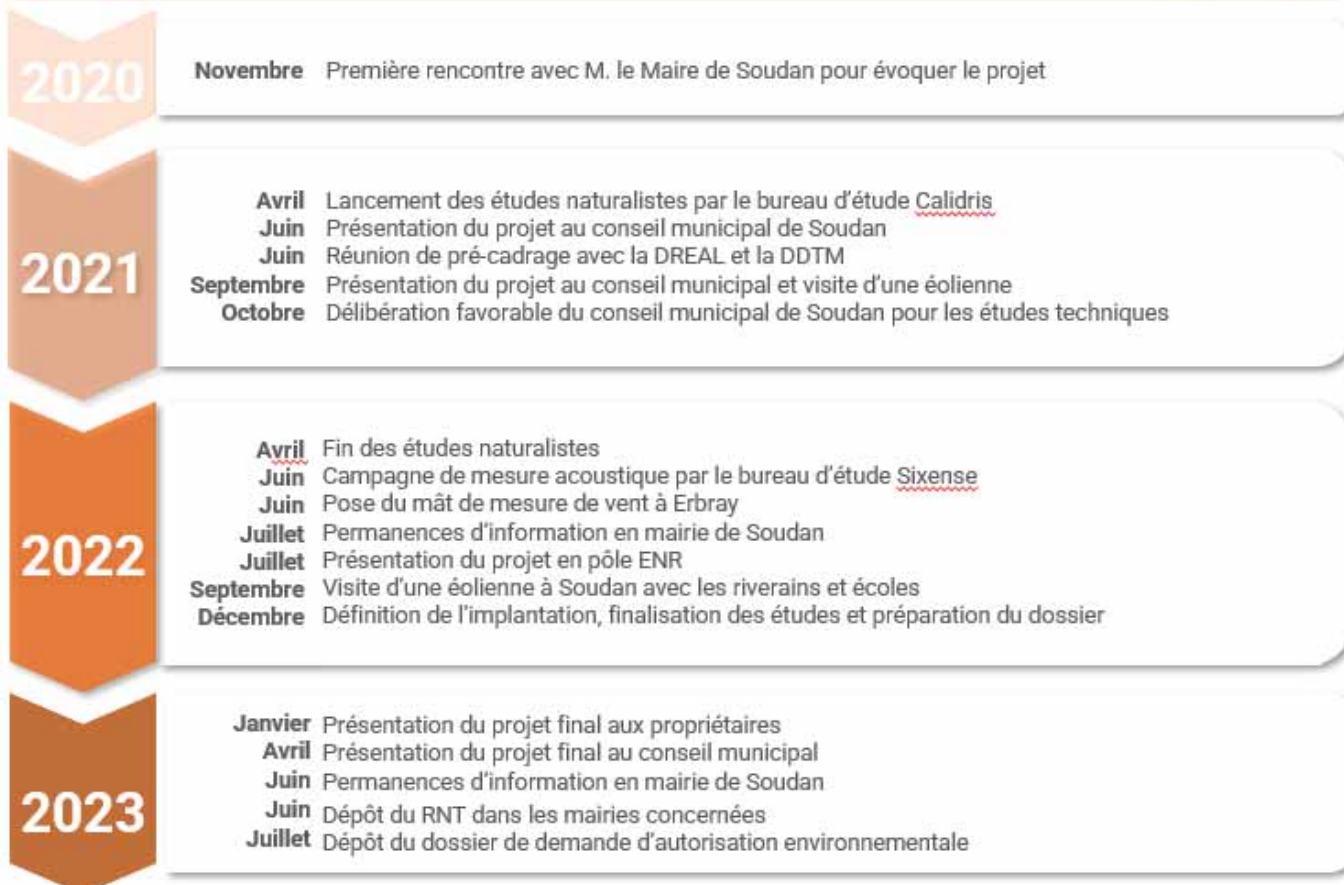 2020
Novembre Première rencontre avec M. le Maire de Soudan pour évoquer le projet
2021
Avril Lancement des études naturalistes par le bureau d'étude Calidris
Juin Présentation du projet au conseil municipal de Soudan
Juin Réunion de pré-cadrage avec la DREAL et la DDTM
Septembre Présentation du projet au conseil municipal et visite d'une éolienne
Octobre Délibération favorable du conseil municipal de Soudan pour les études techniques
2022
Avril Fin des études naturalistes
Juin Campagne de mesure acoustique par le bureau d'étude Sixense
Juin Pose du mât de mesure de vent à Erbray
Juillet Permanences d'information en mairie de Soudan
Juillet Présentation du projet en pôle ENR
Septembre Visite d'une éolienne à Soudan avec les riverains et écoles
Décembre Définition de l'implantation, finalisation des études et préparation du dossier
2023
Janvier Présentation du projet final aux propriétaires
Avril Présentation du projet final au conseil municipal
Juin Permanences d'information en mairie de Soudan
Juin Dépôt du RNT dans les mairies concernées
Juillet Dépôt du dossier de demande d'autorisation environnementale